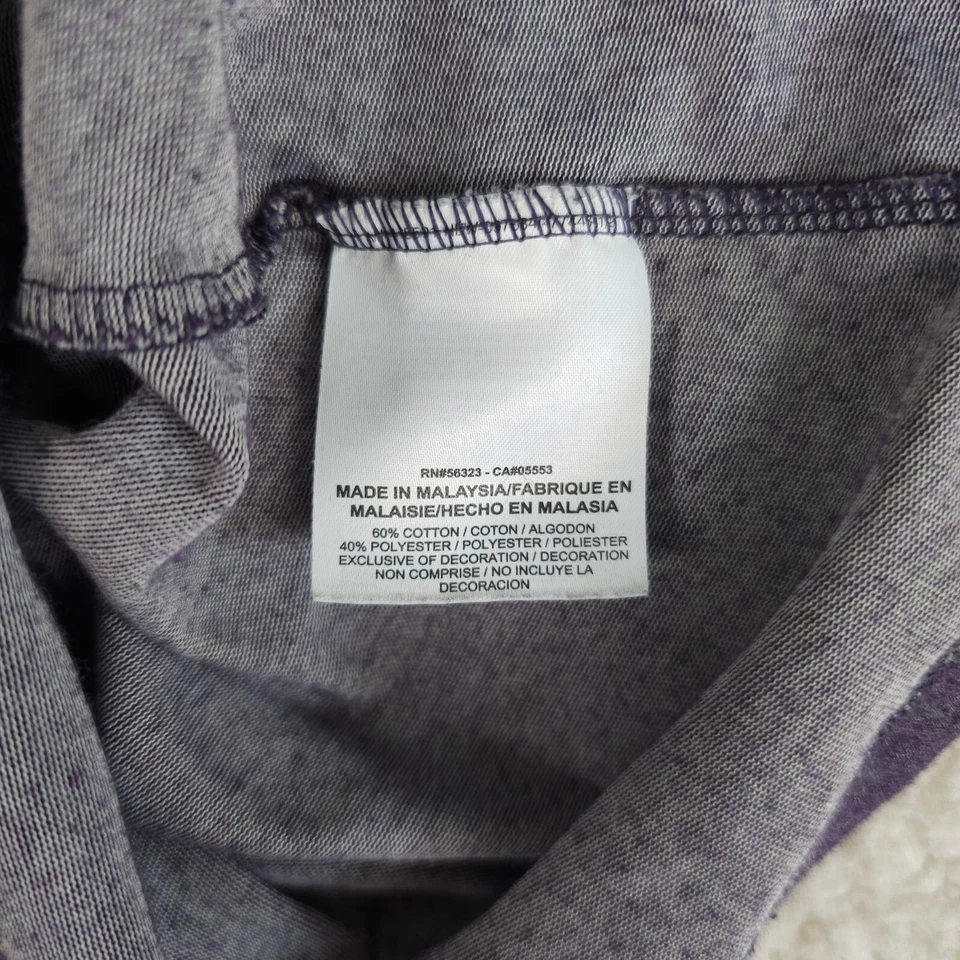 RN#56323 - CA#05553
MADE IN MALAYSIA/FABRIQUE EN
MALAISIE/HECHO EN MALASIA
60% COTTON / COTON / ALGODON
40% POLYESTER / POLYESTER / POLIESTER
EXCLUSIVE OF DECORATION / DECORATION
NON COMPRISE / NO INCLUYE LA
DECORACION